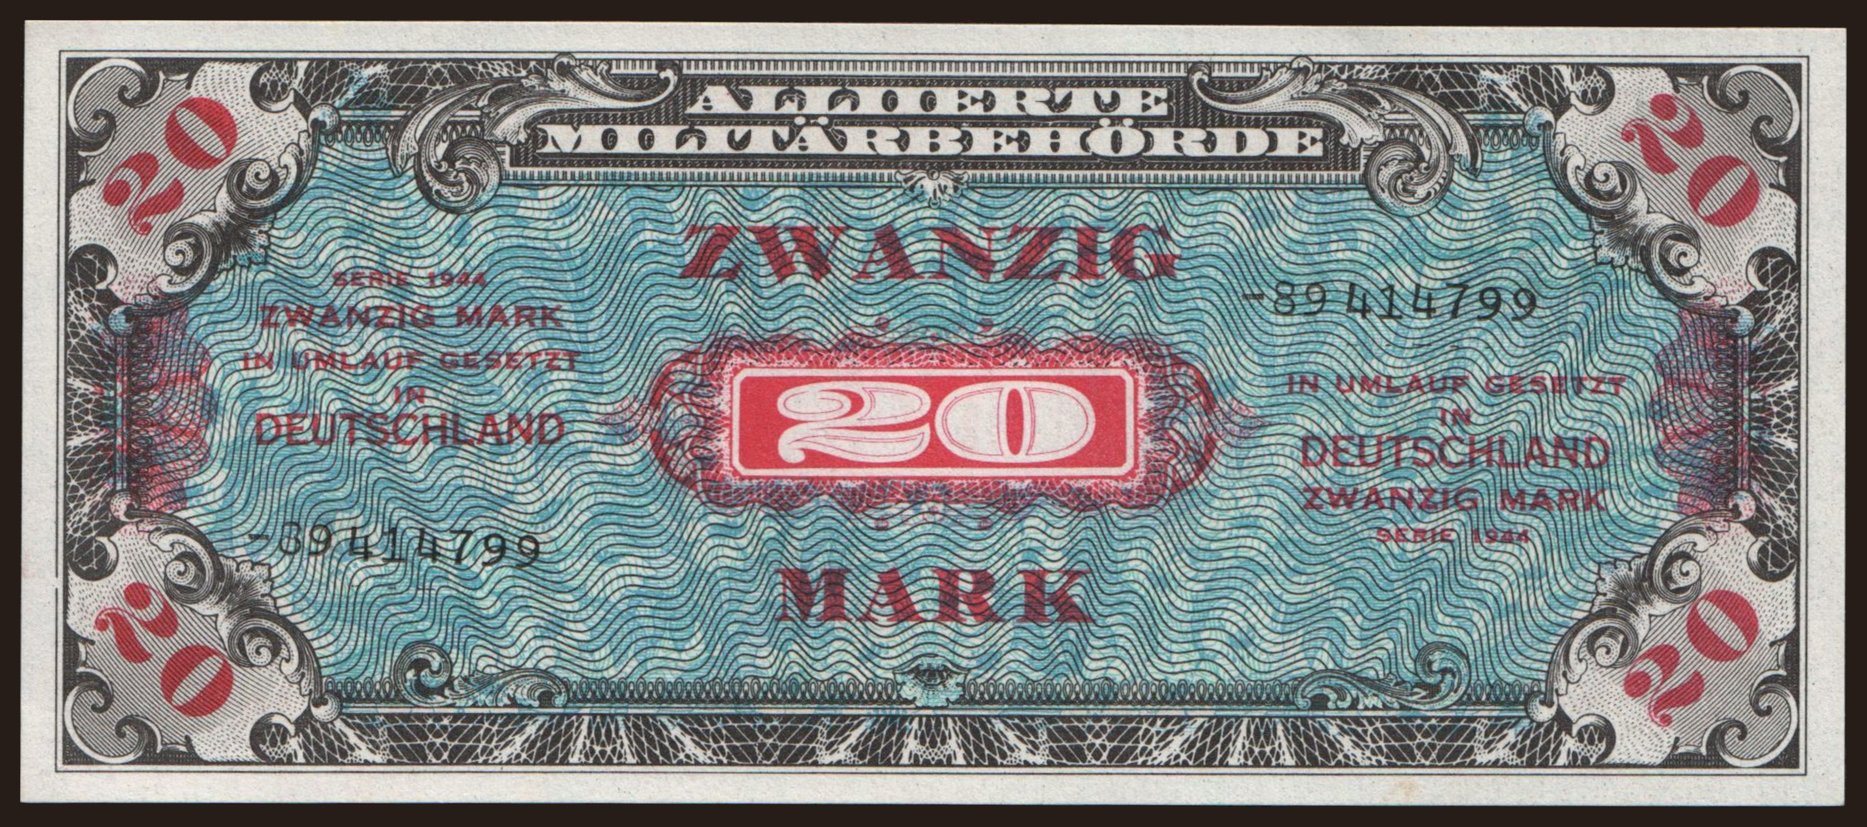 20
20
ALLIIERTE
MILITÄRBEHÖRDE
ZWANZIG
SERIE 1944
ZWANZIG MARK
IN UMLAUF GESETZT
IN
DEUTSCHLAND
-89414799
20
-89414799
IN UMLAUF GESETZT
IN
DEUTSCHLAND
ZWANZIG MARK
SERIE 1944
MARK
20
20